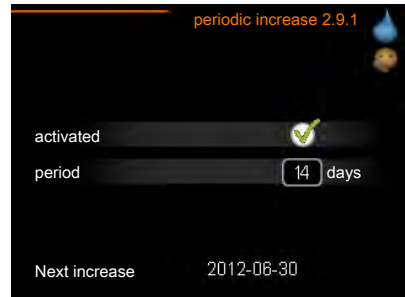 periodic increase 2.9.1
activated
period 14 days
Next increase 2012-06-30